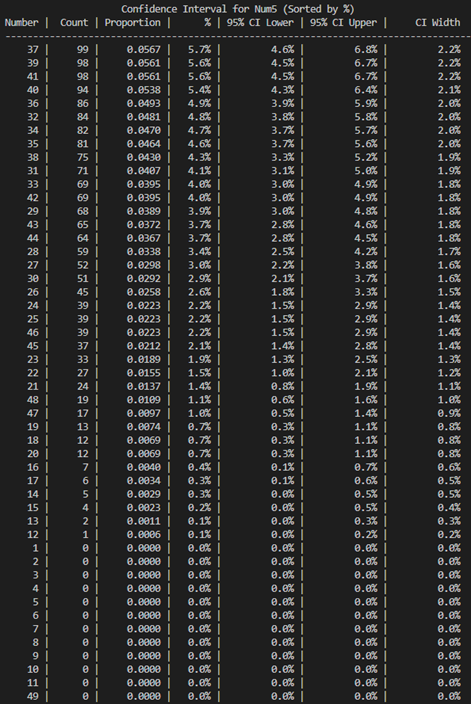 Confidence Interval for Num5 (Sorted by %)
Number | Count | Proportion | % | 95% CI Lower | 95% CI Upper | CI Width
37 | 99 | 0.0567 | 5.7% | 4.6% | 6.8% | 2.2%
39 | 98 | 0.0561 | 5.6% | 4.5% | 6.7% | 2.2%
41 | 98 | 0.0561 | 5.6% | 4.5% | 6.7% | 2.2%
40 | 94 | 0.0538 | 5.4% | 4.3% | 6.4% | 2.1%
36 | 86 | 0.0493 | 4.9% | 3.9% | 5.9% | 2.0%
32 | 84 | 0.0481 | 4.8% | 3.8% | 5.8% | 2.0%
34 | 82 | 0.0470 | 4.7% | 3.7% | 5.7% | 2.0%
35 | 81 | 0.0464 | 4.6% | 3.7% | 5.6% | 2.0%
38 | 75 | 0.0430 | 4.3% | 3.3% | 5.2% | 1.9%
31 | 71 | 0.0407 | 4.1% | 3.1% | 5.0% | 1.9%
33 | 69 | 0.0395 | 4.0% | 3.0% | 4.9% | 1.8%
42 | 69 | 0.0395 | 4.0% | 3.0% | 4.9% | 1.8%
29 | 68 | 0.0389 | 3.9% | 3.0% | 4.8% | 1.8%
43 | 65 | 0.0372 | 3.7% | 2.8% | 4.6% | 1.8%
44 | 64 | 0.0367 | 3.7% | 2.8% | 4.5% | 1.8%
28 | 59 | 0.0338 | 3.4% | 2.5% | 4.2% | 1.7%
27 | 52 | 0.0298 | 3.0% | 2.2% | 3.8% | 1.6%
30 | 51 | 0.0292 | 2.9% | 2.1% | 3.7% | 1.6%
26 | 45 | 0.0258 | 2.6% | 1.8% | 3.3% | 1.5%
24 | 39 | 0.0223 | 2.2% | 1.5% | 2.9% | 1.4%
25 | 39 | 0.0223 | 2.2% | 1.5% | 2.9% | 1.4%
46 | 39 | 0.0223 | 2.2% | 1.5% | 2.9% | 1.4%
45 | 37 | 0.0212 | 2.1% | 1.4% | 2.8% | 1.4%
23 | 33 | 0.0189 | 1.9% | 1.3% | 2.5% | 1.3%
22 | 27 | 0.0155 | 1.5% | 1.0% | 2.1% | 1.2%
21 | 24 | 0.0137 | 1.4% | 0.8% | 1.9% | 1.1%
48 | 19 | 0.0109 | 1.1% | 0.6% | 1.6% | 1.0%
47 | 17 | 0.0097 | 1.0% | 0.5% | 1.4% | 0.9%
19 | 13 | 0.0074 | 0.7% | 0.3% | 1.1% | 0.8%
18 | 12 | 0.0069 | 0.7% | 0.3% | 1.1% | 0.8%
20 | 12 | 0.0069 | 0.7% | 0.3% | 1.1% | 0.8%
16 | 7 | 0.0040 | 0.4% | 0.1% | 0.7% | 0.6%
17 | 6 | 0.0034 | 0.3% | 0.1% | 0.6% | 0.5%
14 | 5 | 0.0029 | 0.3% | 0.0% | 0.5% | 0.5%
15 | 4 | 0.0023 | 0.2% | 0.0% | 0.5% | 0.4%
13 | 2 | 0.0011 | 0.1% | 0.0% | 0.3% | 0.3%
12 | 1 | 0.0006 | 0.1% | 0.0% | 0.2% | 0.2%
1 | 0 | 0.0000 | 0.0% | 0.0% | 0.0% | 0.0%
2 | 0 | 0.0000 | 0.0% | 0.0% | 0.0% | 0.0%
3 | 0 | 0.0000 | 0.0% | 0.0% | 0.0% | 0.0%
4 | 0 | 0.0000 | 0.0% | 0.0% | 0.0% | 0.0%
5 | 0 | 0.0000 | 0.0% | 0.0% | 0.0% | 0.0%
6 | 0 | 0.0000 | 0.0% | 0.0% | 0.0% | 0.0%
7 | 0 | 0.0000 | 0.0% | 0.0% | 0.0% | 0.0%
8 | 0 | 0.0000 | 0.0% | 0.0% | 0.0% | 0.0%
9 | 0 | 0.0000 | 0.0% | 0.0% | 0.0% | 0.0%
10 | 0 | 0.0000 | 0.0% | 0.0% | 0.0% | 0.0%
11 | 0 | 0.0000 | 0.0% | 0.0% | 0.0% | 0.0%
49 | 0 | 0.0000 | 0.0% | 0.0% | 0.0% | 0.0%